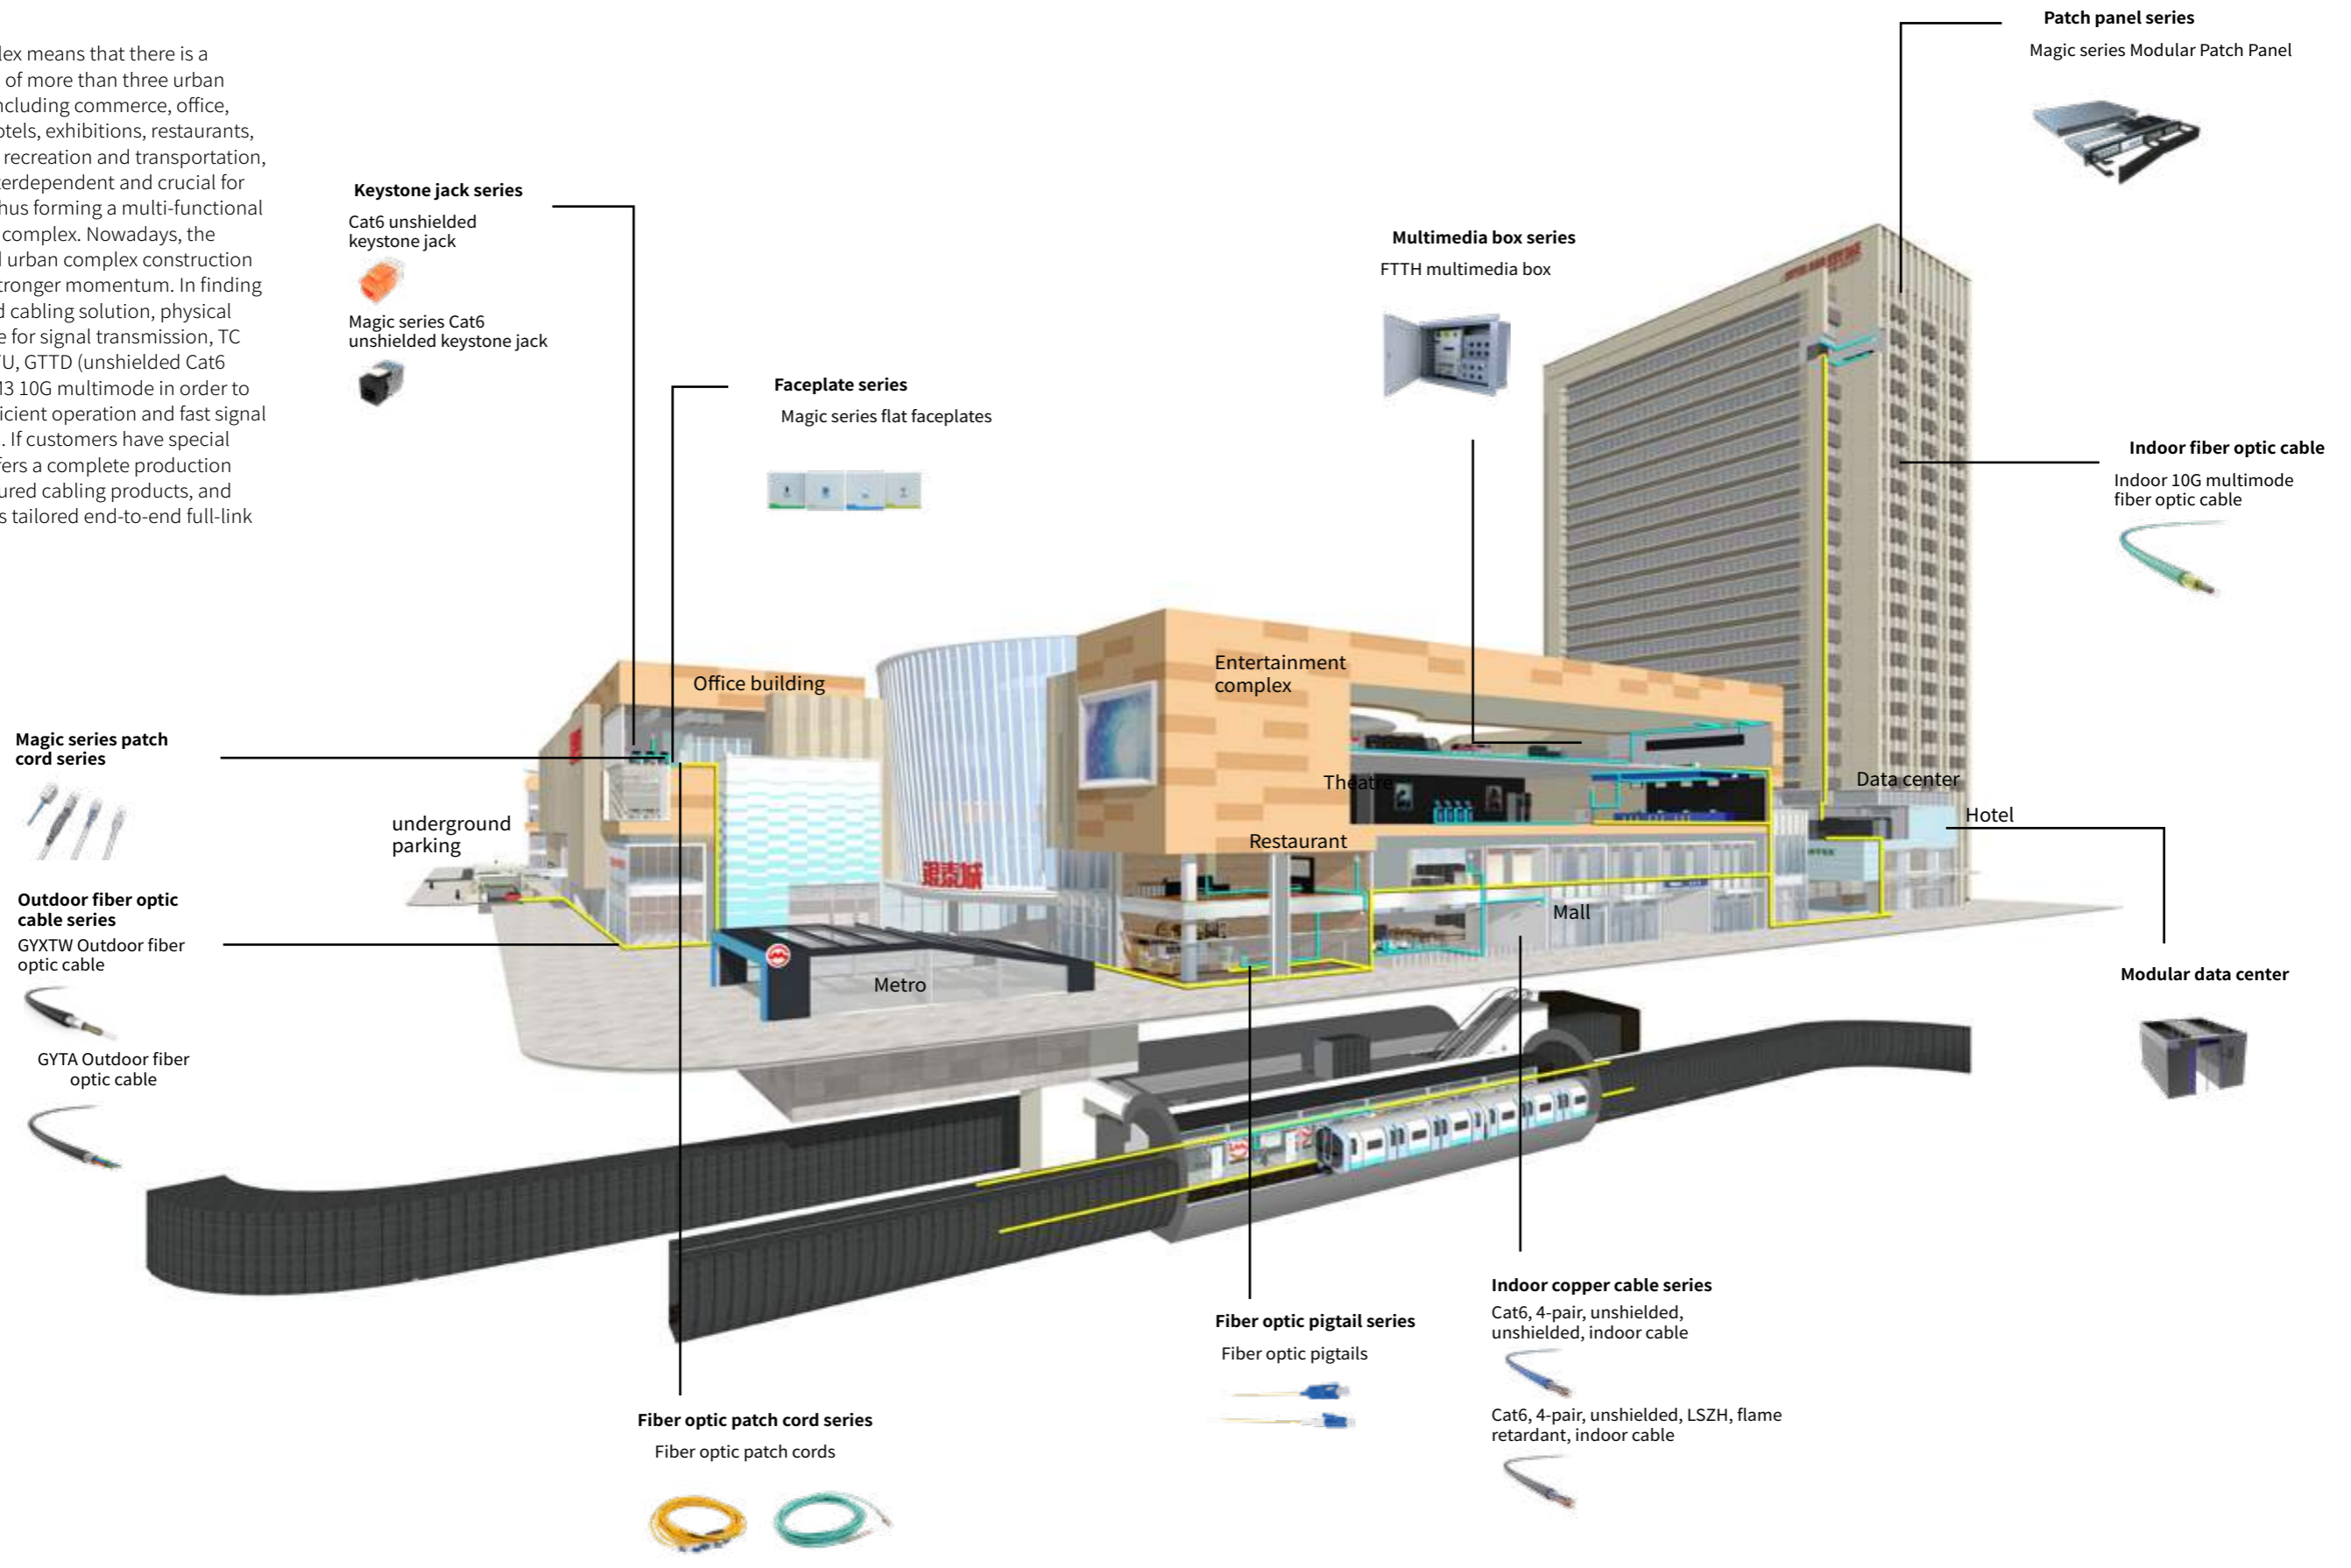 lex means that there is a
of more than three urban
ncluding commerce, office,
otels, exhibitions, restaurants,
recreation and transportation,
erdependent and crucial for
hus forming a multi-functional
complex. Nowadays, the
urban complex construction
tronger momentum. In finding
d cabling solution, physical
e for signal transmission, TC
TU, GTTD (unshielded Cat6
M3 10G multimode in order to
icient operation and fast signal
. If customers have special
fers a complete production
ured cabling products, and
s tailored end-to-end full-link
Keystone jack series
Cat6 unshielded
keystone jack
Magic series Cat6
unshielded keystone jack
Faceplate series
Magic series flat faceplates
Multimedia box series
FTTH multimedia box
Patch panel series
Magic series Modular Patch Panel
Indoor fiber optic cable
Indoor 10G multimode
fiber optic cable
Magic series patch
cord series
Outdoor fiber optic
cable series
GYXTW Outdoor fiber
optic cable
GYTA Outdoor fiber
optic cable
underground
parking
Office building
Entertainment
complex
Theatre
Restaurant
Mall
Data center
Hotel
银泰城
Metro
Modular data center
Fiber optic patch cord series
Fiber optic patch cords
Fiber optic pigtail series
Fiber optic pigtails
Indoor copper cable series
Cat6, 4-pair, unshielded,
unshielded, indoor cable
Cat6, 4-pair, unshielded, LSZH, flame
retardant, indoor cable